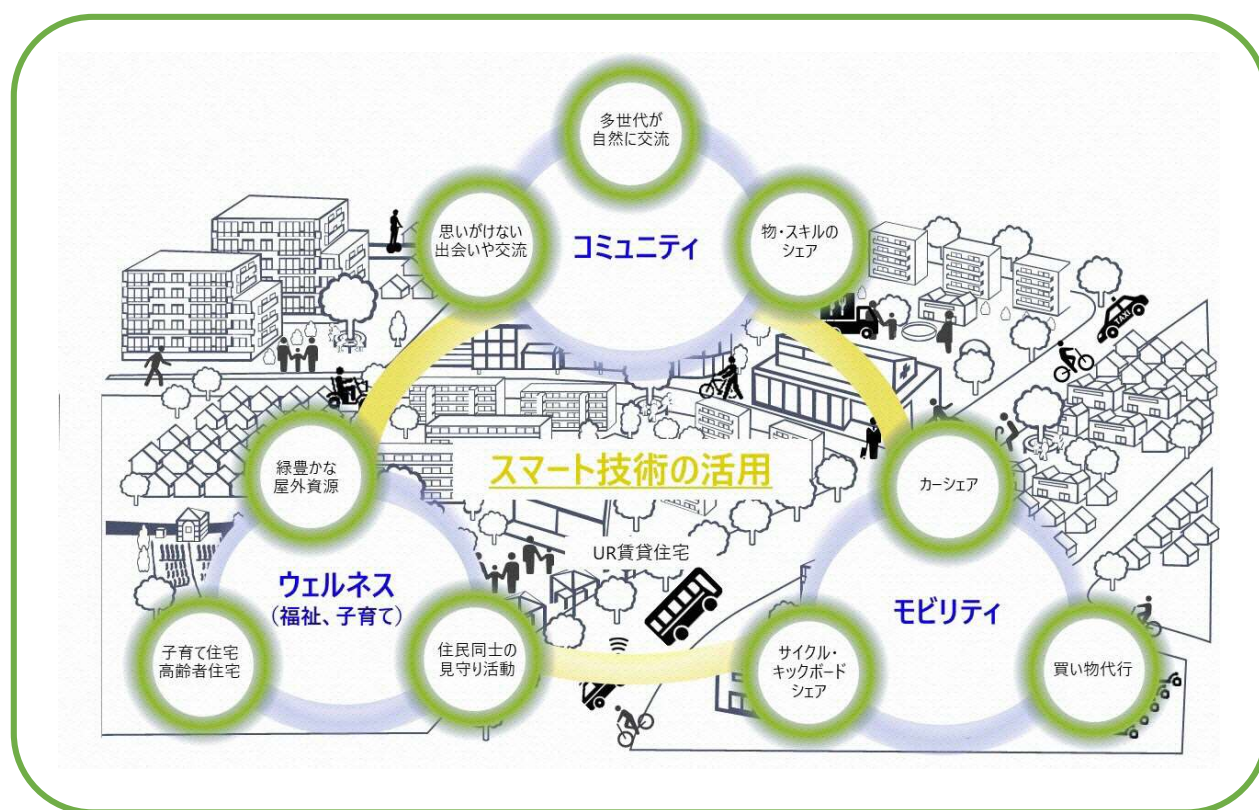 多世代が
自然に交流
思いがけない
出会いや交流
コミュニティ
物・スキルの
シェア
TAXI
緑豊かな
屋外資源
スマート技術の活用
カーシェア
UR賃貸住宅
ウェルネス
(福祉、子育て)
モビリティ
子育て住宅
高齢者住宅
住民同士の
見守り活動
サイクル・
キックボード
シェア
買い物代行